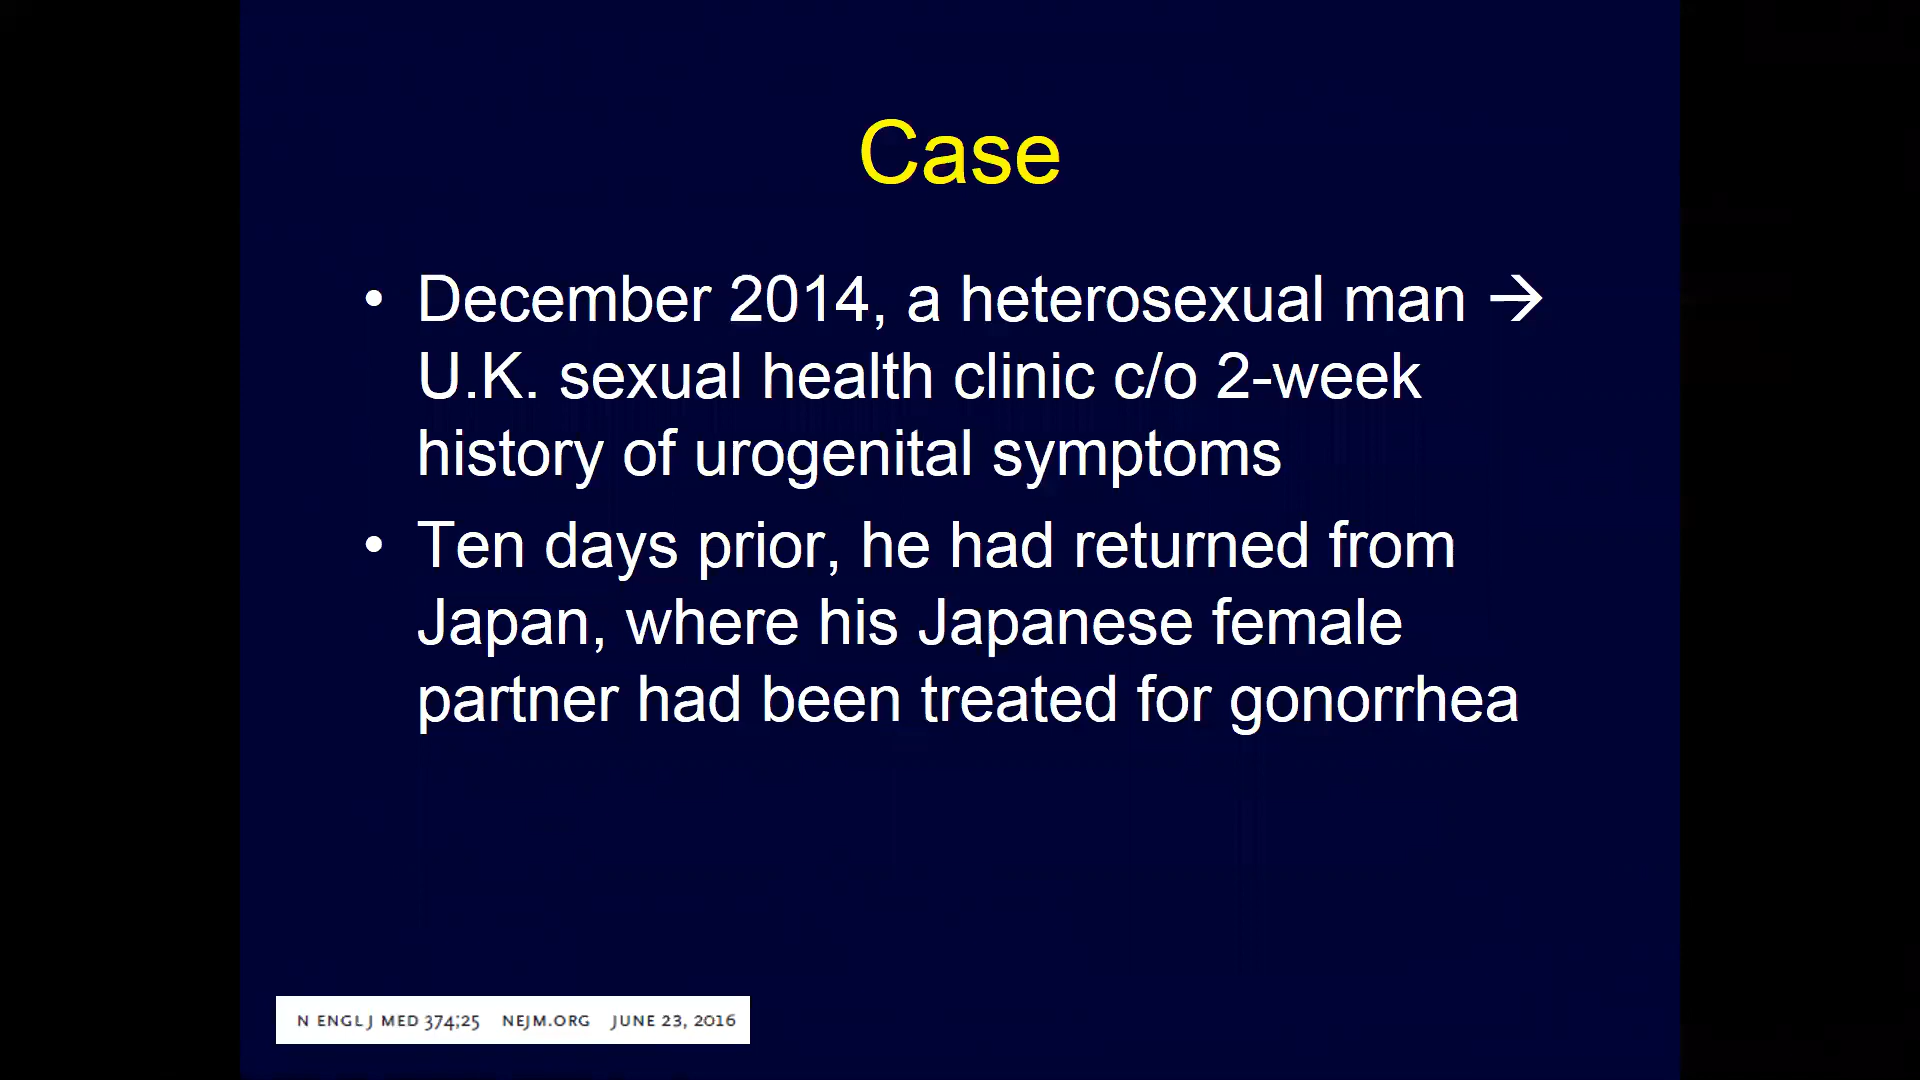 Case
• December 2014, a heterosexual man →
U.K. sexual health clinic c/o 2-week
history of urogenital symptoms
• Ten days prior, he had returned from
Japan, where his Japanese female
partner had been treated for gonorrhea
N ENGL J MED 374;25 NEJM.ORG JUNE 23, 2016